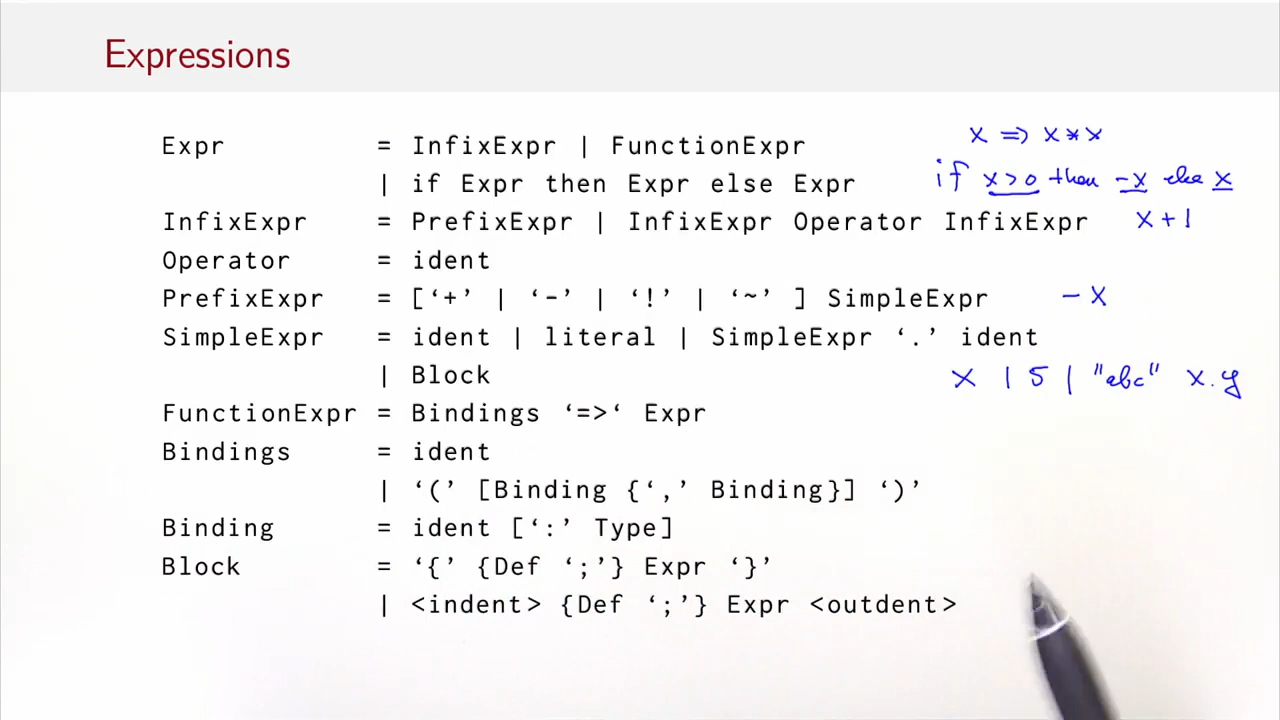 Expressions
Expr = InfixExpr | FunctionExpr x => x*x
| if Expr then Expr else Expr if x>0 then -x else x
InfixExpr = PrefixExpr | InfixExpr Operator InfixExpr x+1
Operator = ident
PrefixExpr = [‘+’ | ‘-’ | ‘!’ | ‘~’ ] SimpleExpr -x
SimpleExpr = ident | literal | SimpleExpr ‘.’ ident
| Block x | 5 | "abc" x.y
FunctionExpr = Bindings ‘=>‘ Expr
Bindings = ident
| ‘(’ [Binding {‘,’ Binding}] ‘)’
Binding = ident [‘:’ Type]
Block = ‘{’ {Def ‘;’} Expr ‘}’
| <indent> {Def ‘;’} Expr <outdent>